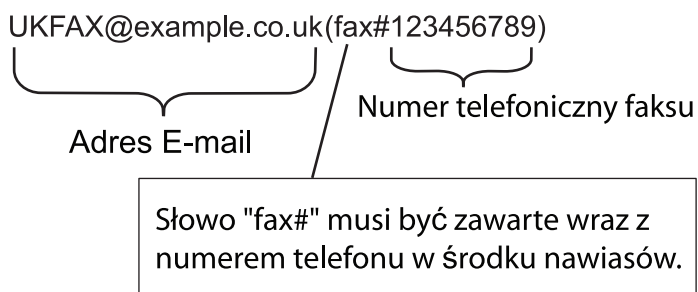 UKFAX@example.co.uk(fax#123456789)
Numer telefoniczny faksu
Adres E-mail
Słowo "fax#" musi być zawarte wraz z
numerem telefonu w środku nawiasów.